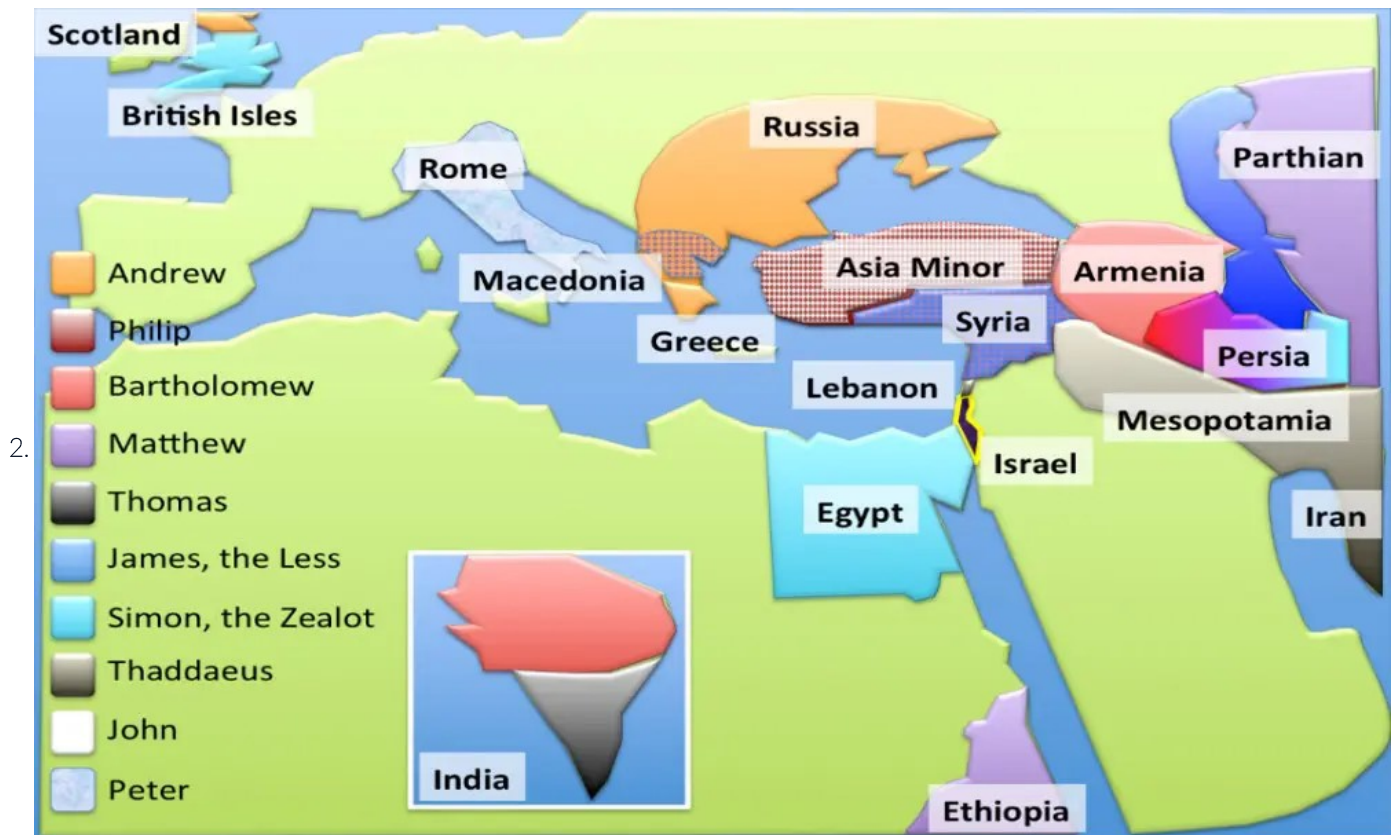 Scotland
British Isles
Russia
Parthian
Rome
Macedonia
Asia Minor
Armenia
Greece
Syria
Persia
Lebanon
Mesopotamia
Israel
Egypt
Iran
India
Ethiopia
2.
Andrew
Philip
Bartholomew
Matthew
Thomas
James, the Less
Simon, the Zealot
Thaddaeus
John
Peter